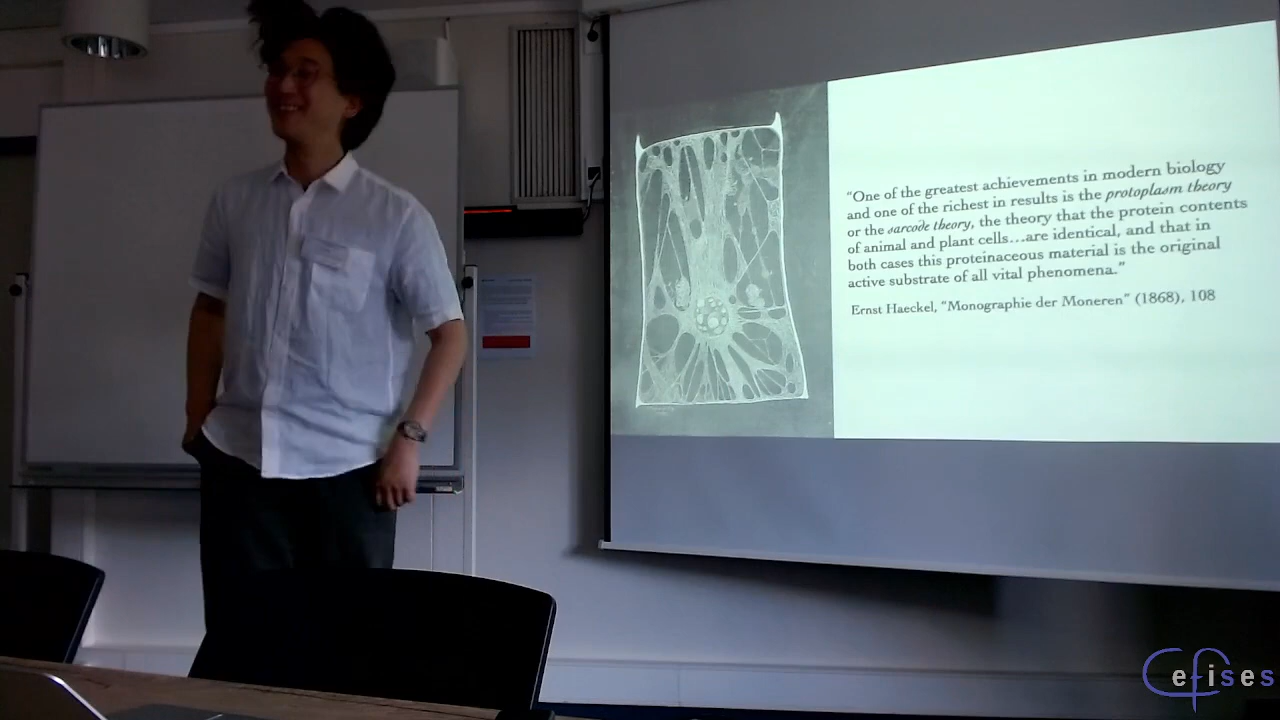 “One of the greatest achievements in modern biology
and one of the richest in results is the protoplasm theory
or the sarcode theory, the theory that the protein contents
of animal and plant cells…are identical, and that in
both cases this proteinaceous material is the original
active substrate of all vital phenomena.”
Ernst Haeckel, “Monographie der Moneren” (1868), 108
Cefises